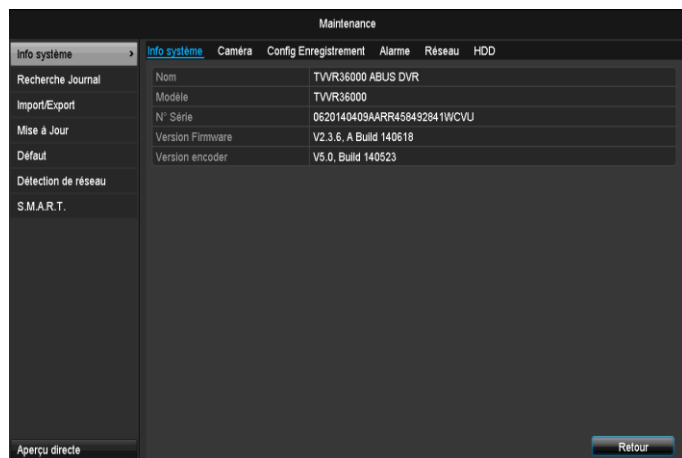 Maintenance
Info système >
Recherche Journal
Import/Export
Mise à Jour
Défaut
Détection de réseau
S.M.A.R.T.
Aperçu directe
Info système Caméra Config Enregistrement Alarme Réseau HDD
Nom TVVR36000 ABUS DVR
Modèle TVVR36000
N° Série 0620140409AARR458492841WCVU
Version Firmware V2.3.6, A Build 140618
Version encoder V5.0, Build 140523
Retour